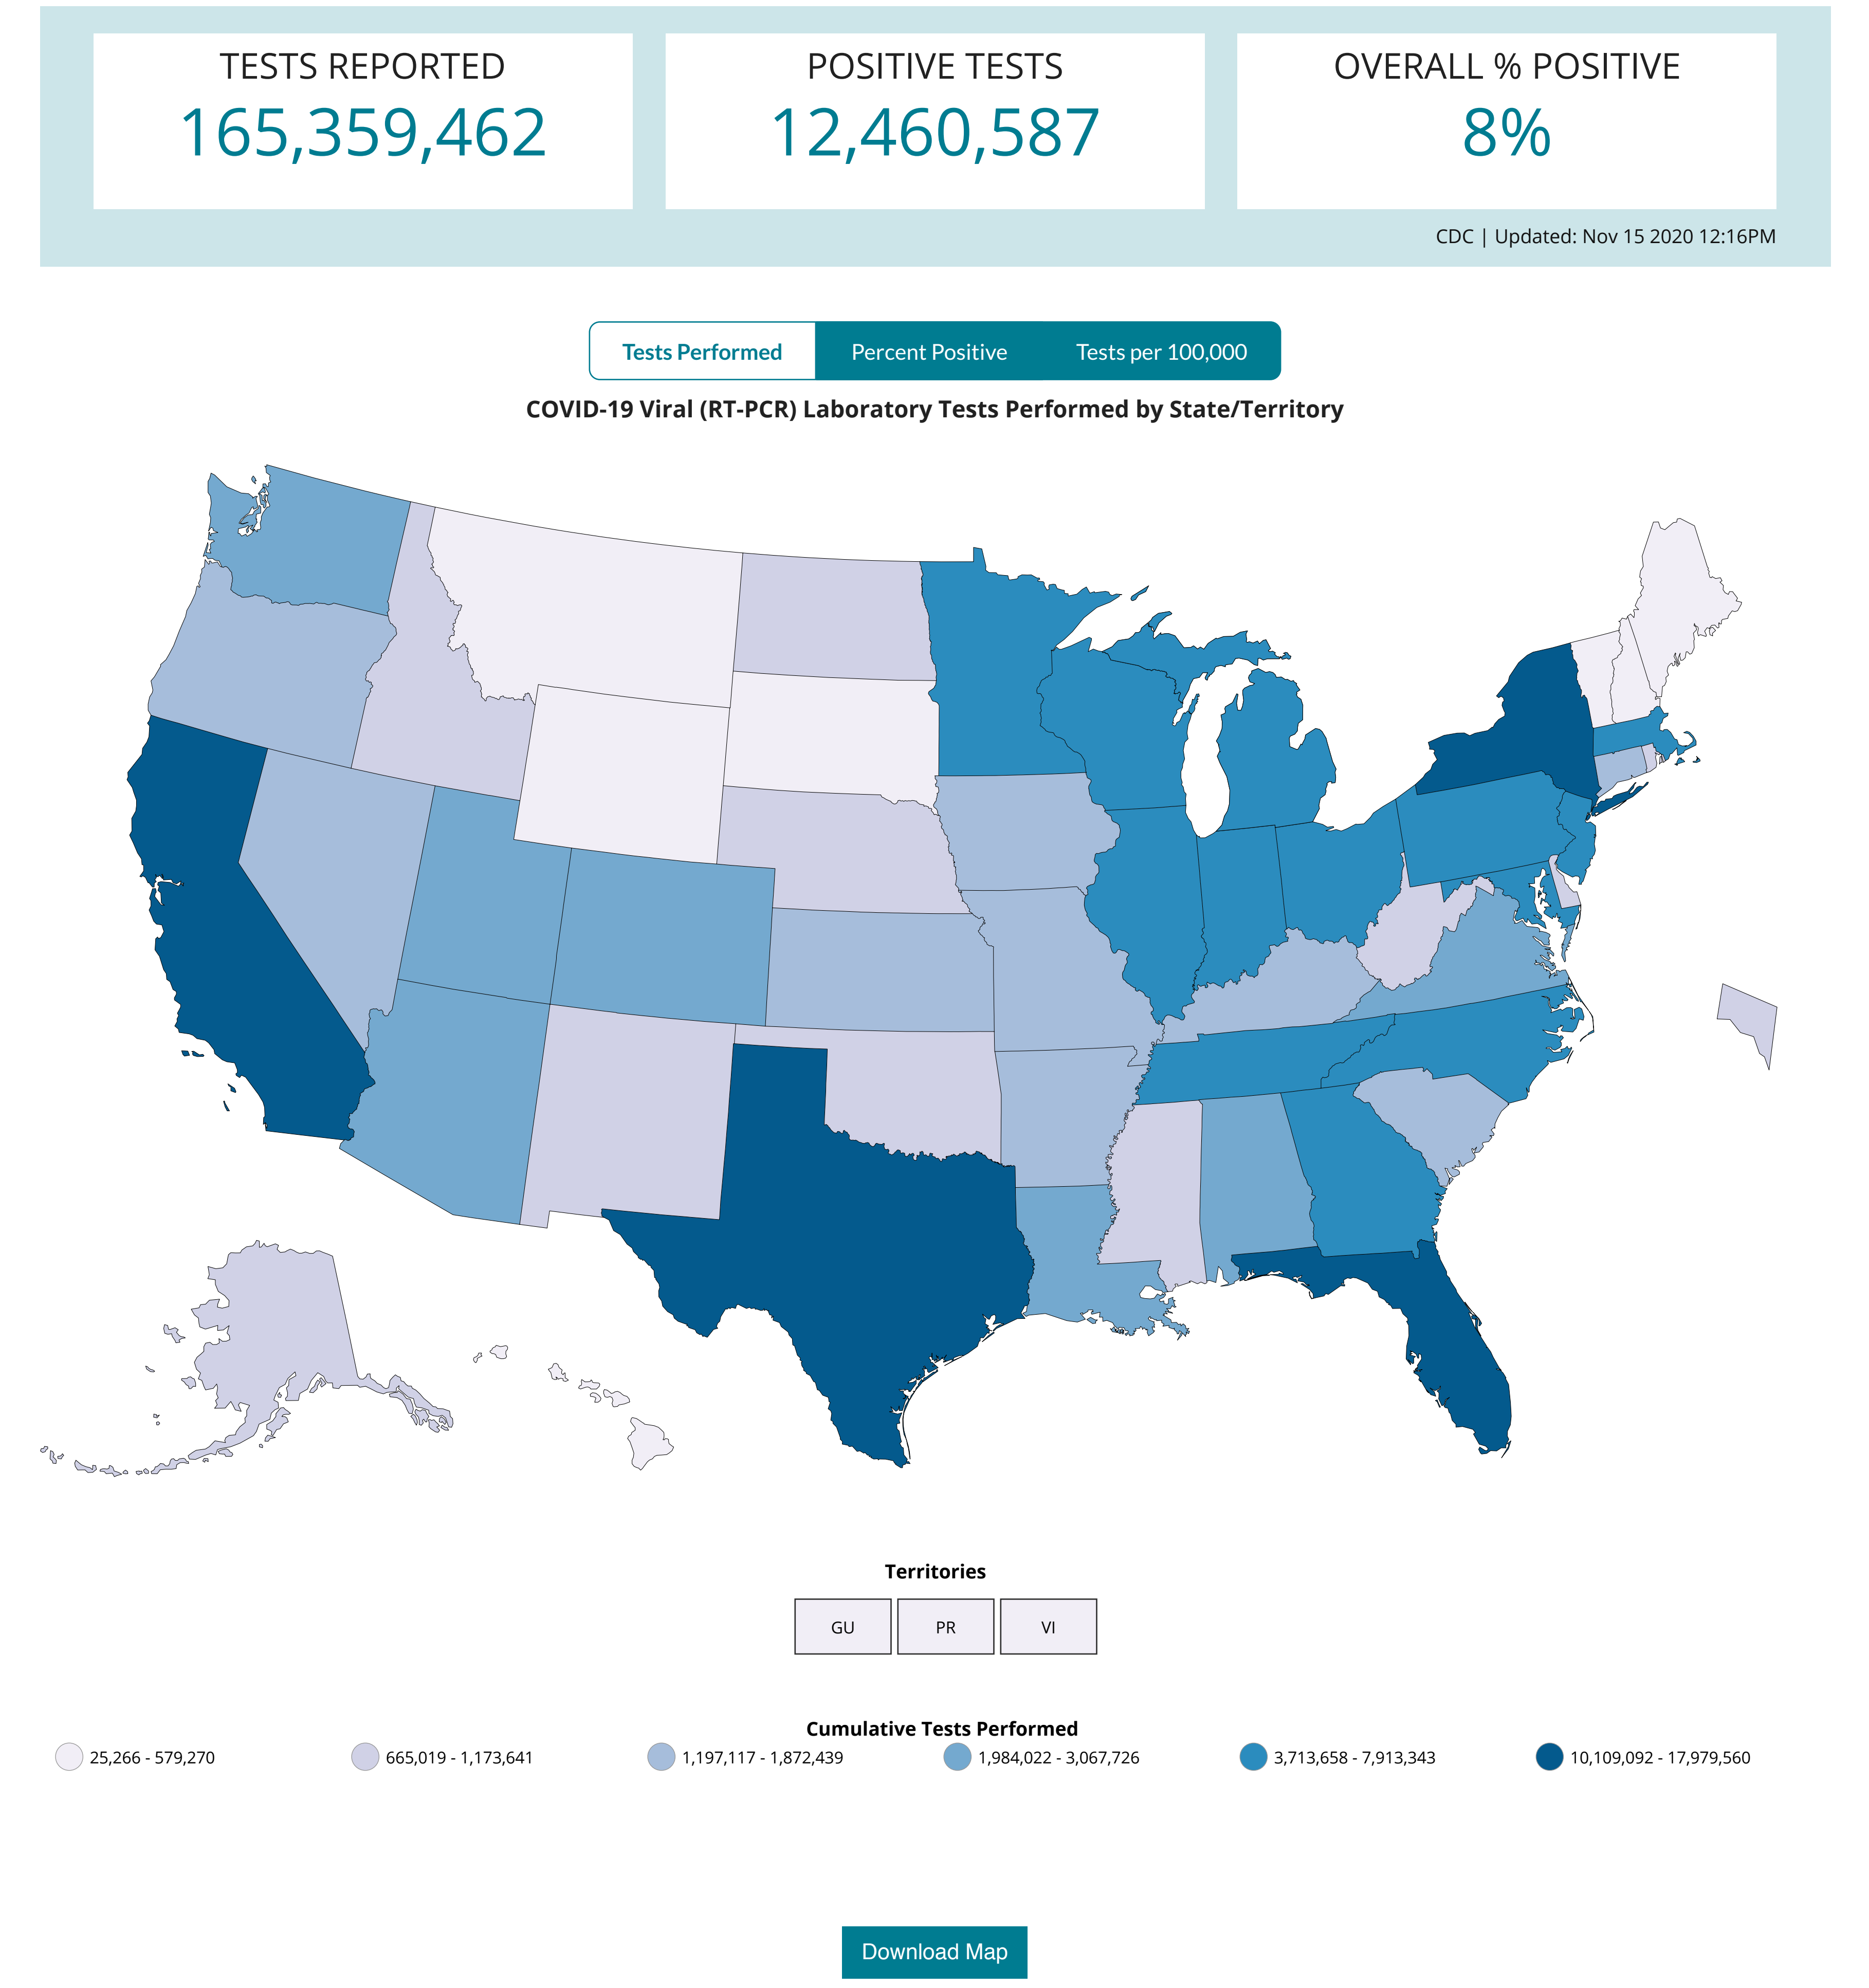 TESTS REPORTED
165,359,462
POSITIVE TESTS
12,460,587
OVERALL % POSITIVE
8%
CDC | Updated: Nov 15 2020 12:16PM
Tests Performed
Percent Positive
Tests per 100,000
COVID-19 Viral (RT-PCR) Laboratory Tests Performed by State/Territory
Territories
GU
PR
VI
Cumulative Tests Performed
25,266 - 579,270
665,019 - 1,173,641
1,197,117 - 1,872,439
1,984,022 - 3,067,726
3,713,658 - 7,913,343
10,109,092 - 17,979,560
Download Map